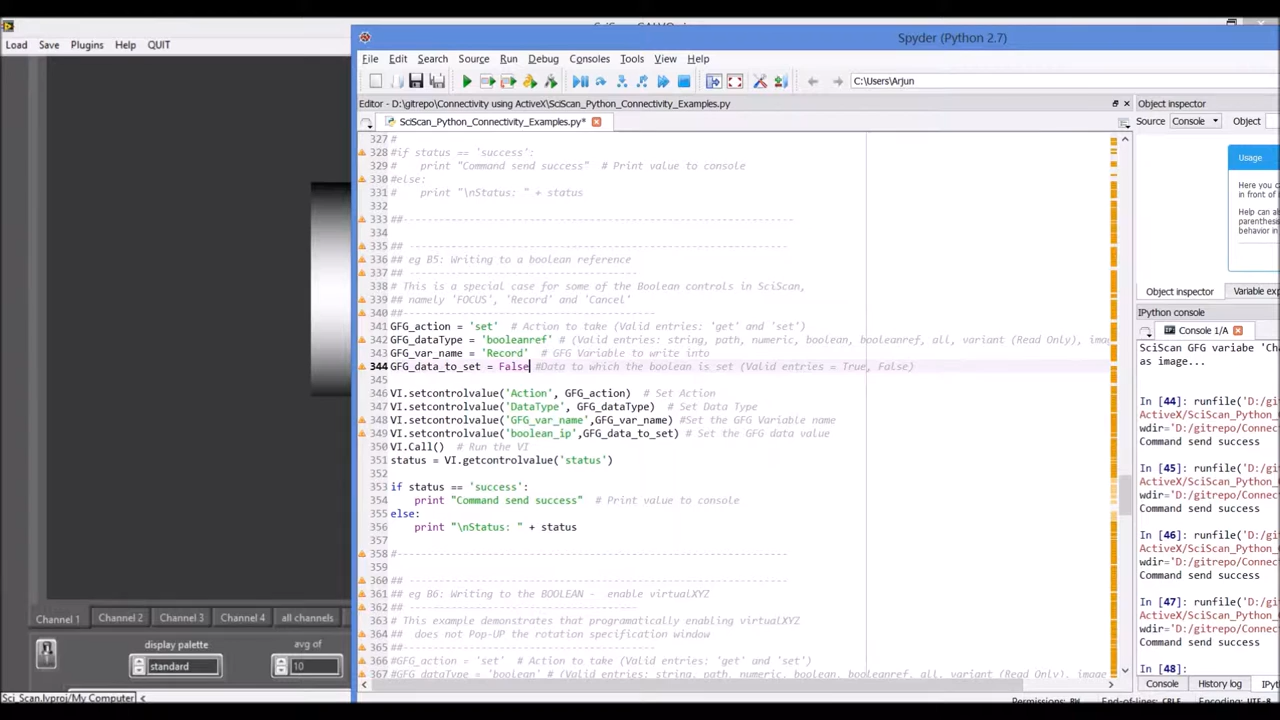 Load Save Plugins Help QUIT
Spyder (Python 2.7)
File Edit Search Source Run Debug Consoles Tools View Help
C:\Users\Arjun
Editor - D:\gitrepo\Connectivity using ActiveX\SciScan_Python_Connectivity_Examples.py
SciScan_Python_Connectivity_Examples.py*
327 #
328 #if status == 'success':
329 #    print "Command send success"  # Print value to console
330 #else:
331 #    print "\nStatus: " + status
332
333 ##-----------------------------------------------------------------
334
335 ## ----------------------------------------------------------------
336 ## eg B5: Writing to a boolean reference
337 ## ---------------------------------------
338 # This is a special case for some of the Boolean controls in SciScan,
339 ## namely 'FOCUS', 'Record' and 'Cancel'
340 ##------------------------------------------
341 GFG_action = 'set'  # Action to take (Valid entries: 'get' and 'set')
342 GFG_dataType = 'booleanref' # (Valid entries: string, path, numeric, boolean, booleanref, all, variant (Read Only), imag
343 GFG_var_name = 'Record'  # GFG Variable to write into
344 GFG_data_to_set = False #Data to which the boolean is set (Valid entries = True, False)
345
346 VI.setcontrolvalue('Action', GFG_action)  # Set Action
347 VI.setcontrolvalue('DataType', GFG_dataType)  # Set Data Type
348 VI.setcontrolvalue('GFG_var_name',GFG_var_name) #Set the GFG Variable name
349 VI.setcontrolvalue('boolean_ip',GFG_data_to_set) # Set the GFG data value
350 VI.Call()  # Run the VI
351 status = VI.getcontrolvalue('status')
352
353 if status == 'success':
354     print "Command send success"  # Print value to console
355 else:
356     print "\nStatus: " + status
358 #-----------------------------------------------------------------
359
360 ## ----------------------------------------------------------------
361 ## eg B6: Writing to the BOOLEAN -  enable virtualXYZ
362 ## ---------------------------------------
363 # This example demonstrates that programatically enabling virtualXYZ
364 ##  does not Pop-UP the rotation specification window
365 ##------------------------------------------
366 #GFG_action = 'set'  # Action to take (Valid entries: 'get' and 'set')
367 #GFG_dataType = 'boolean' # (Valid entries: string, path, numeric, boolean, booleanref, all, variant (Read Only), image
Object inspector
Source Console Object
Usage
Here you c
in front of i
Help can al
parenthesis
behavior in
Object inspector Variable exp
IPython console
Console 1/A
SciScan GFG variabe 'Cha
as image...
In [44]: runfile('D:/git
ActiveX/SciScan_Python_C
wdir='D:/gitrepo/Connect
Command send success
In [45]: runfile('D:/git
ActiveX/SciScan_Python_C
wdir='D:/gitrepo/Connect
Command send success
In [46]: runfile('D:/git
ActiveX/SciScan_Python_C
wdir='D:/gitrepo/Connect
Command send success
In [47]: runfile('D:/git
ActiveX/SciScan_Python_C
wdir='D:/gitrepo/Connect
Command send success
In [48]:
Console History log IPyt
Channel 1 Channel 2 Channel 3 Channel 4 all channels
display palette avg of
standard 10
Sci_Scan.lvproj/My Computer <
Permissions: RW End-of-lines: CRLF Encoding: UTF-8